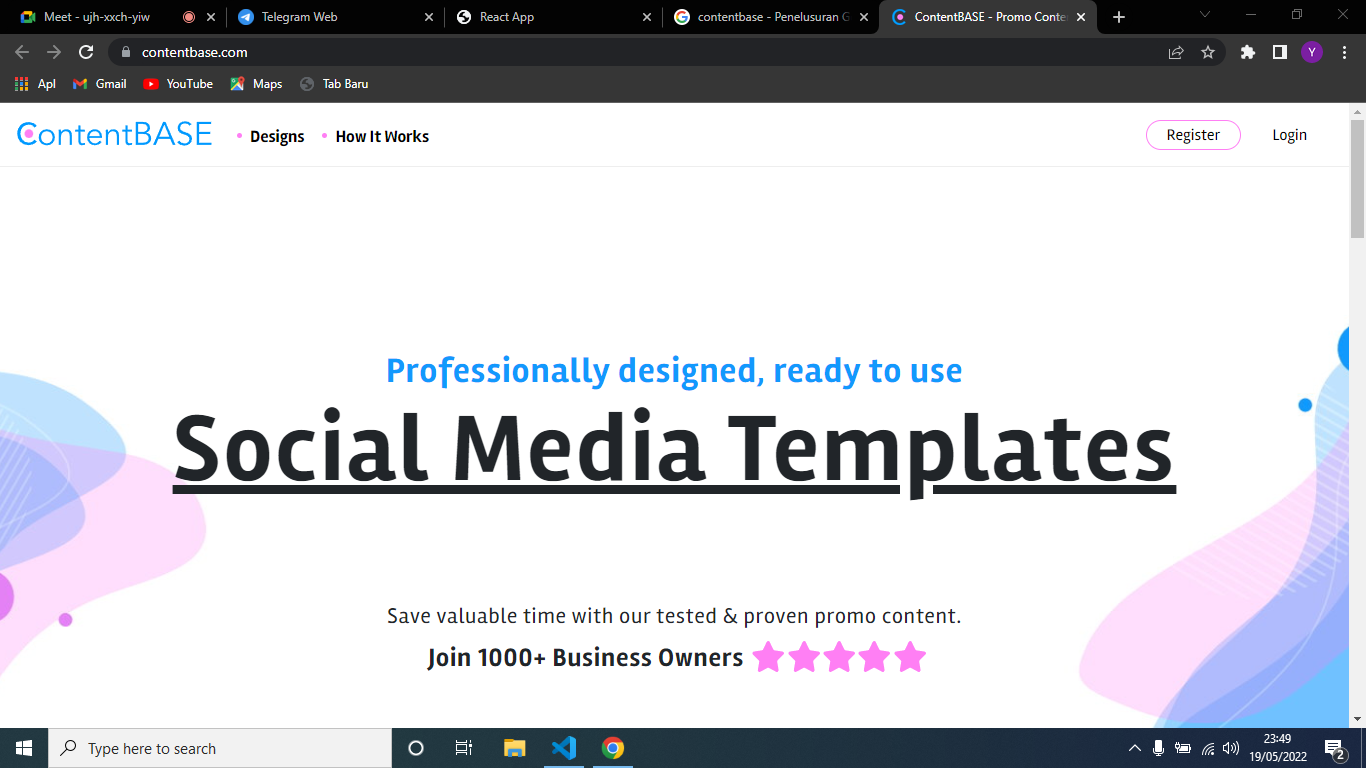 Meet - ujh-xxch-yiw
Telegram Web
React App
contentbase - Penelusuran G
ContentBASE - Promo Conte
contentbase.com
Y
Apl
Gmail
YouTube
Maps
Tab Baru
ContentBASE
Designs
How It Works
Register
Login
Professionally designed, ready to use
Social Media Templates
Save valuable time with our tested & proven promo content.
Join 1000+ Business Owners
Type here to search
23:49
19/05/2022
2